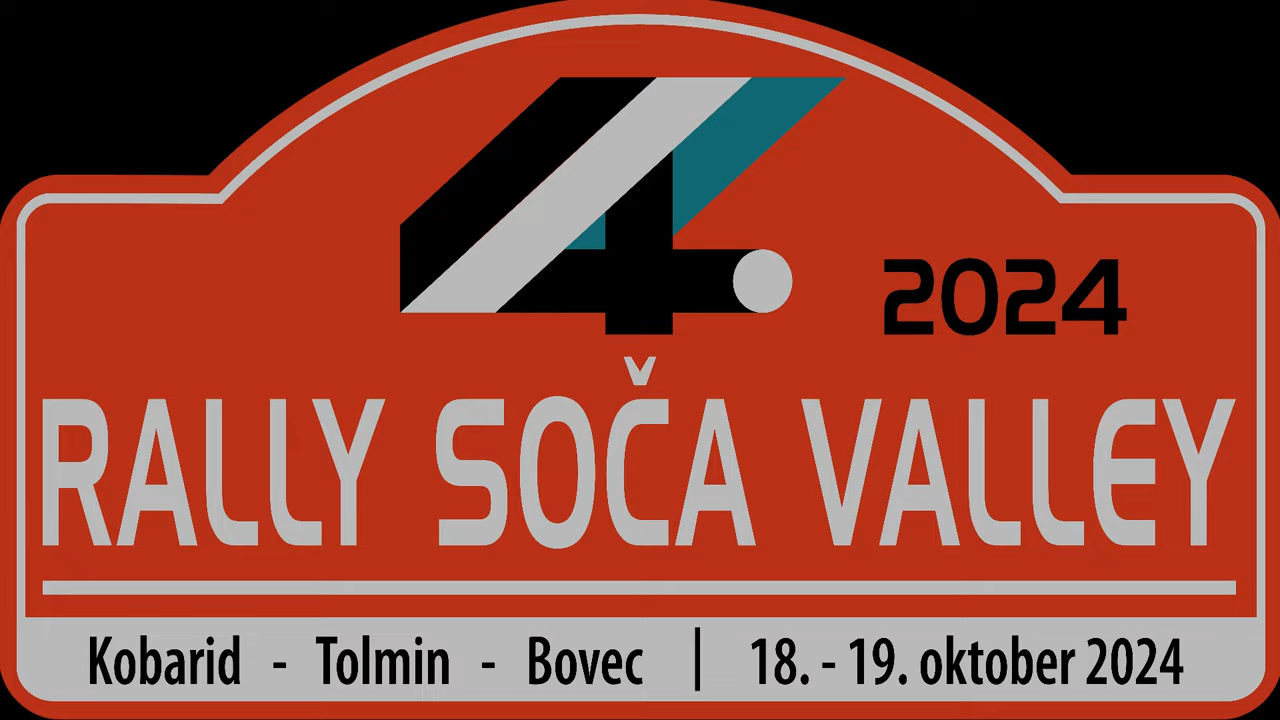 4.
2024
RALLY SOČA VALLEY
Kobarid - Tolmin - Bovec | 18. - 19. oktober 2024